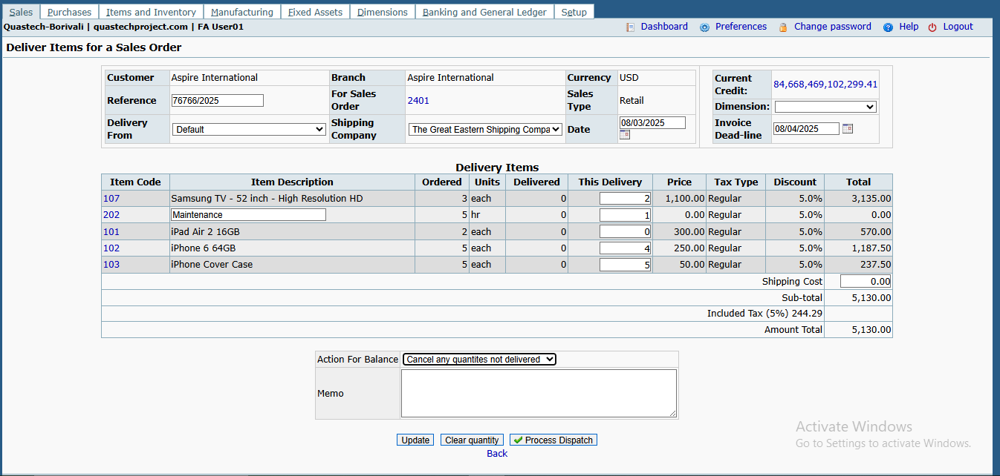 Sales Purchases Items and Inventory Manufacturing Fixed Assets Dimensions Banking and General Ledger Setup
Quastech-Borivali | quastechproject.com | FA User01 Dashboard Preferences Change password Help Logout
Deliver Items for a Sales Order
Customer Aspire International Branch Aspire International Currency USD
Reference 76766/2025 For Sales Order 2401 Sales Type Retail
Delivery From Default Shipping Company The Great Eastern Shipping Compa Date 08/03/2025
Current Credit: 84,668,469,102,299.41
Dimension:
Invoice Dead-line 08/04/2025
Delivery Items
Item Code Item Description Ordered Units Delivered This Delivery Price Tax Type Discount Total
107 Samsung TV - 52 inch - High Resolution HD 3 each 0 2 1,100.00 Regular 5.0% 3,135.00
202 Maintenance 5 hr 0 1 0.00 Regular 5.0% 0.00
101 iPad Air 2 16GB 2 each 0 0 300.00 Regular 5.0% 570.00
102 iPhone 6 64GB 5 each 0 4 250.00 Regular 5.0% 1,187.50
103 iPhone Cover Case 5 each 0 5 50.00 Regular 5.0% 237.50
Shipping Cost 0.00
Sub-total 5,130.00
Included Tax (5%) 244.29
Amount Total 5,130.00
Action For Balance Cancel any quantites not delivered
Memo
Update Clear quantity Process Dispatch
Back
Activate Windows
Go to Settings to activate Windows.